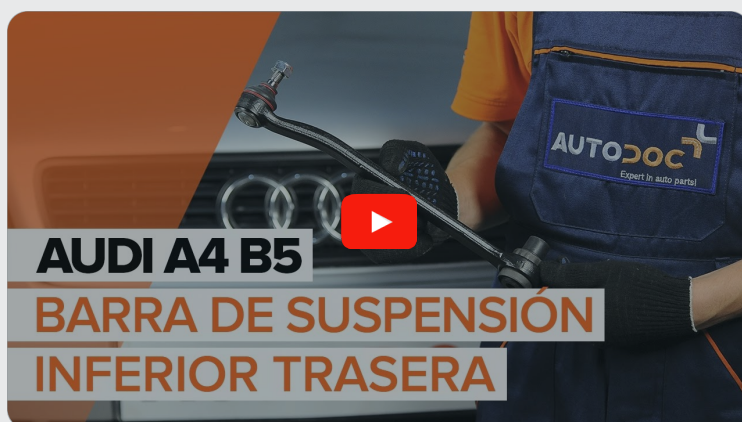 AUTODOC
Expert in auto parts!
AUDI A4 B5
BARRA DE SUSPENSIÓN
INFERIOR TRASERA